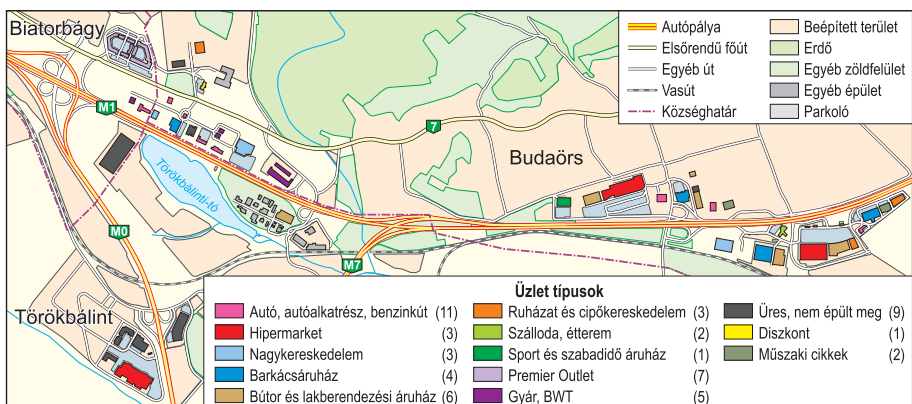 Biatorbágy
M1
Törökbálinti-tó
M0
Törökbálint
7
Budaörs
M7
Autópálya
Elsőrendű főút
Egyéb út
Vasút
Községhatár
Beépített terület
Erdő
Egyéb zöldfelület
Egyéb épület
Parkoló
Üzlet típusok
Autó, autóalkatrész, benzinkút (11)
Hipermarket (3)
Nagykereskedelem (3)
Barkácsáruház (4)
Bútor és lakberendezési áruház (6)
Ruházat és cipőkereskedelem (3)
Szálloda, étterem (2)
Sport és szabadidő áruház (1)
Premier Outlet (7)
Gyár, BWT (5)
Üres, nem épült meg (9)
Diszkont (1)
Műszaki cikkek (2)